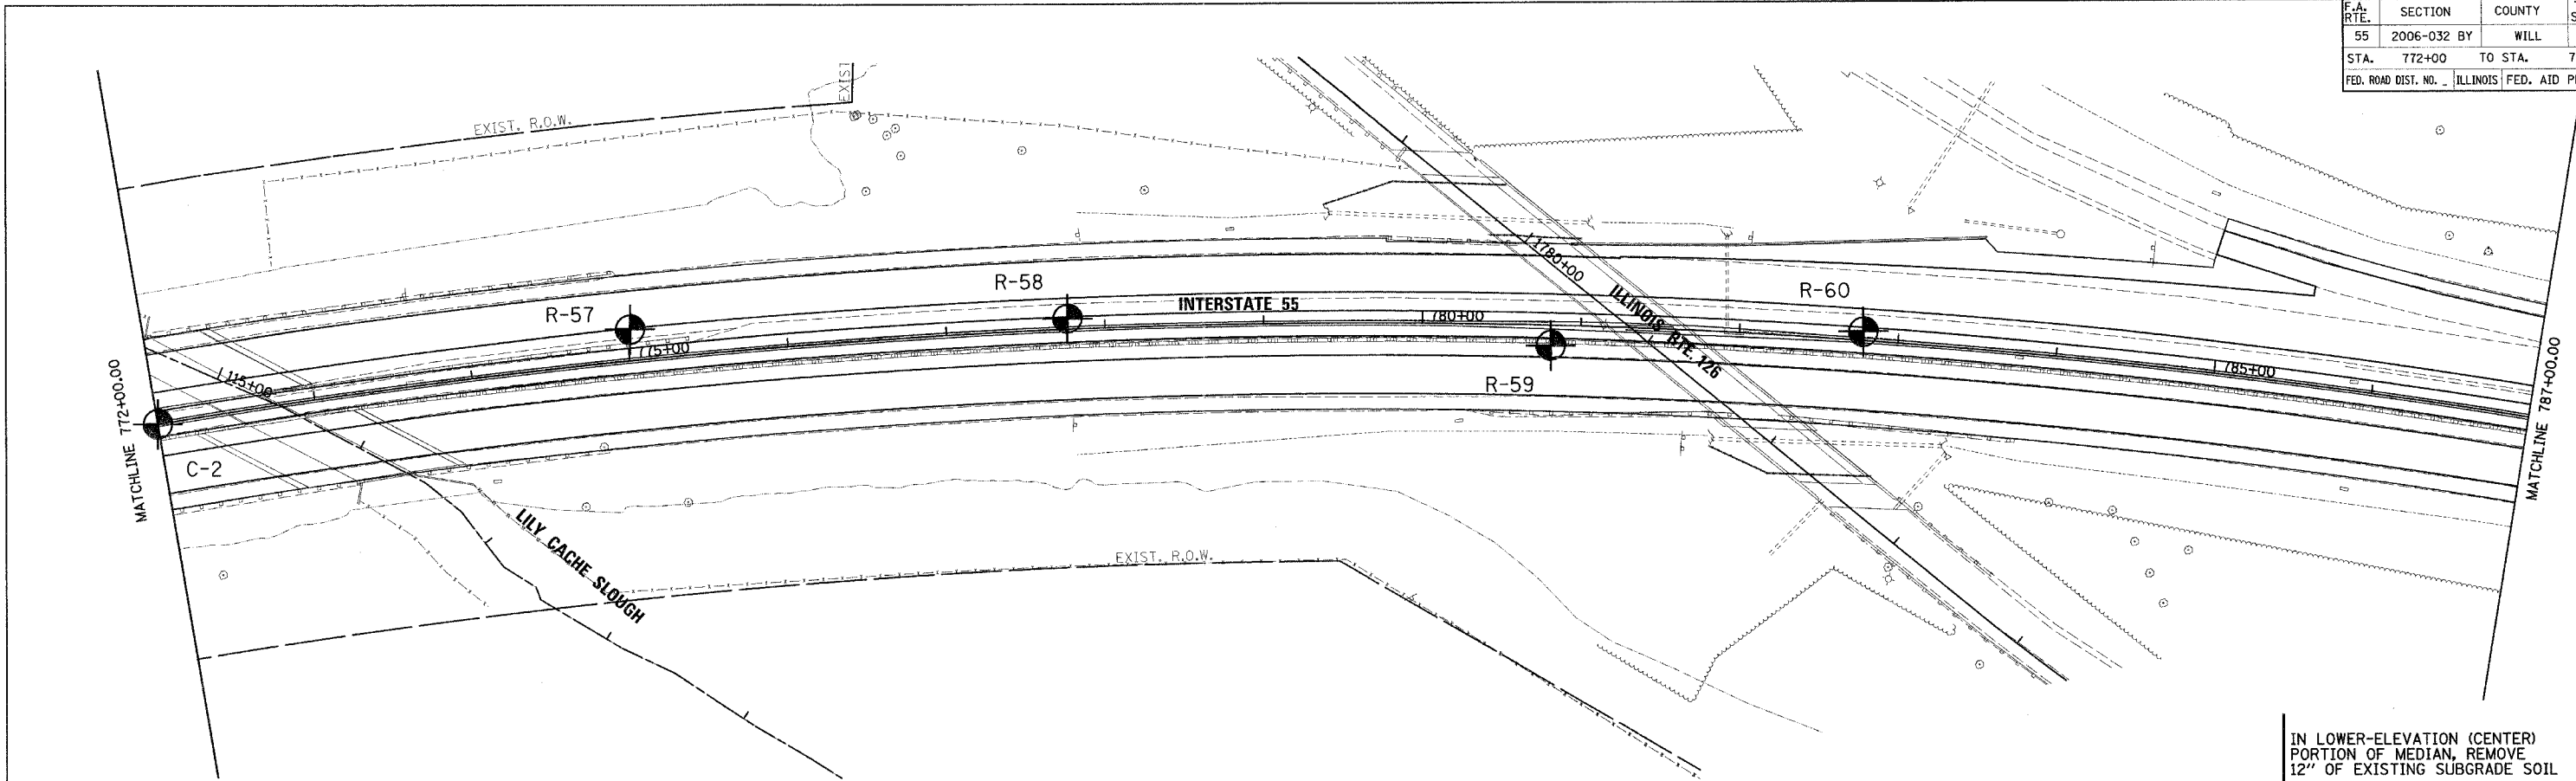 F.A. RTE. SECTION COUNTY
55 2006-032 BY WILL
STA. 772+00 TO STA.
FED. ROAD DIST. NO. _ ILLINOIS FED. AID
EXIST. R.O.W.
EXIST
1780+00
R-58
R-60
R-57
INTERSTATE 55
ILLINOIS RTE. 126
780+00
775+00
785+00
115+00
R-59
MATCHLINE 772+00.00
MATCHLINE 787+00.00
C-2
LILY CACHE SLOUGH
EXIST. R.O.W.
IN LOWER-ELEVATION (CENTER)
PORTION OF MEDIAN, REMOVE
12" OF EXISTING SUBGRADE SOIL